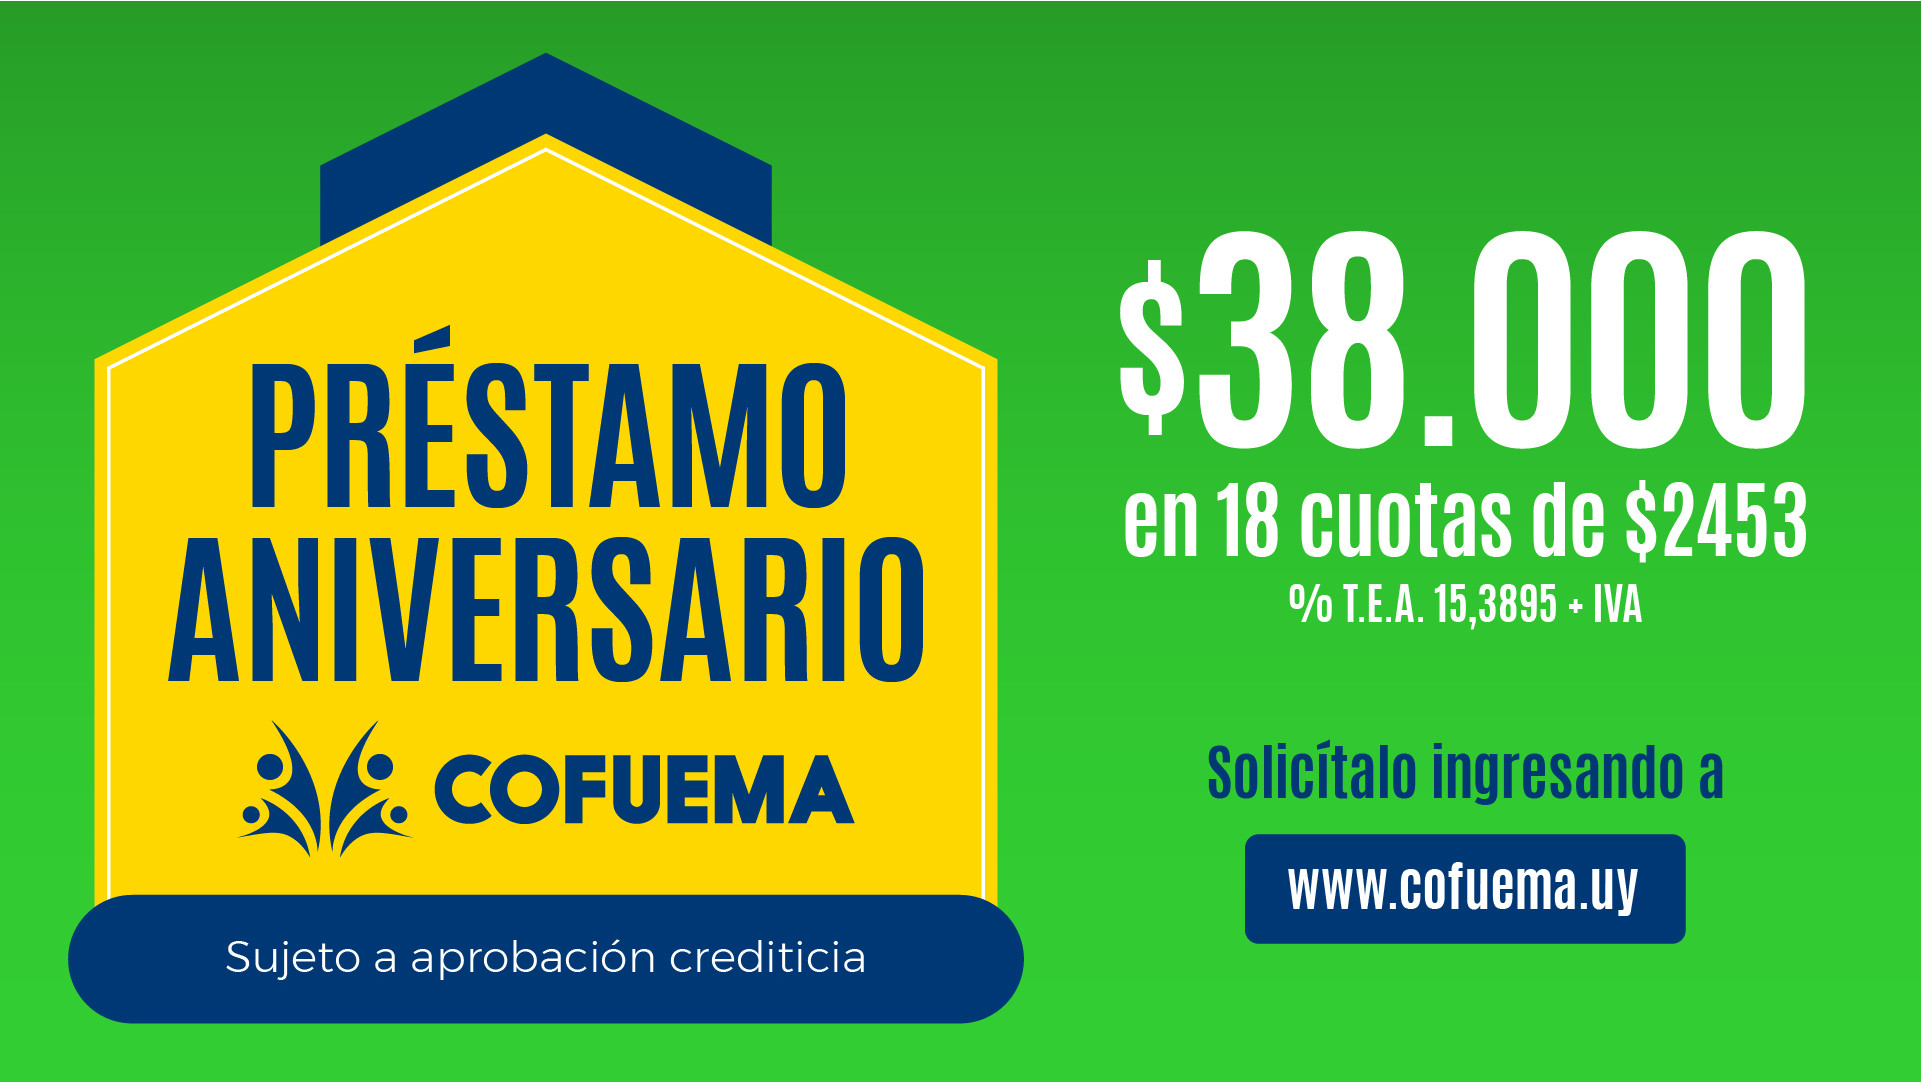 PRÉSTAMO
ANIVERSARIO
COFUEMA
Sujeto a aprobación crediticia
$38.000
en 18 cuotas de $2453
% T.E.A. 15,3895 + IVA
Solicítalo ingresando a
www.cofuema.uy